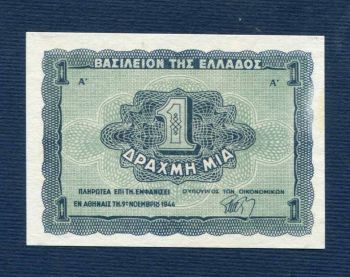 ΒΑΣΙΛΕΙΟΝ ΤΗΣ ΕΛΛΑΔΟΣ
1 1
Α' Α'
1
ΔΡΑΧΜΗ ΜΙΑ
ΠΛΗΡΩΤΕΑ ΕΠΙ ΤΗ, ΕΜΦΑΝΙΣΕΙ Ο ΥΠΟΥΡΓΟΣ ΤΩΝ ΟΙΚΟΝΟΜΙΚΩΝ
ΕΝ ΑΘΗΝΑΙΣ ΤΗ, 9η ΝΟΕΜΒΡΙΟΥ 1944
1 1